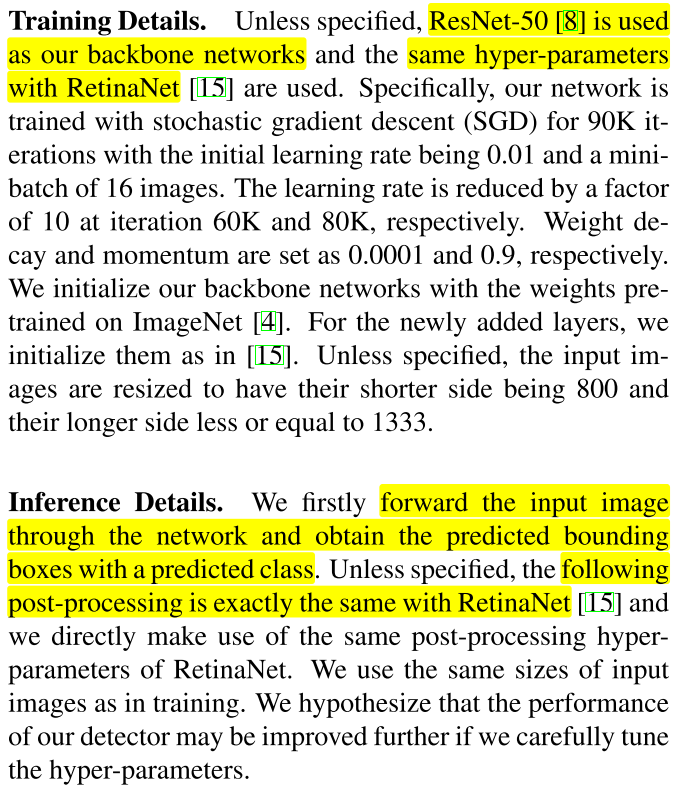 Training Details. Unless specified, ResNet-50 [8] is used
as our backbone networks and the same hyper-parameters
with RetinaNet [15] are used. Specifically, our network is
trained with stochastic gradient descent (SGD) for 90K it-
erations with the initial learning rate being 0.01 and a mini-
batch of 16 images. The learning rate is reduced by a factor
of 10 at iteration 60K and 80K, respectively. Weight de-
cay and momentum are set as 0.0001 and 0.9, respectively.
We initialize our backbone networks with the weights pre-
trained on ImageNet [4]. For the newly added layers, we
initialize them as in [15]. Unless specified, the input im-
ages are resized to have their shorter side being 800 and
their longer side less or equal to 1333.
Inference Details. We firstly forward the input image
through the network and obtain the predicted bounding
boxes with a predicted class. Unless specified, the following
post-processing is exactly the same with RetinaNet [15] and
we directly make use of the same post-processing hyper-
parameters of RetinaNet. We use the same sizes of input
images as in training. We hypothesize that the performance
of our detector may be improved further if we carefully tune
the hyper-parameters.